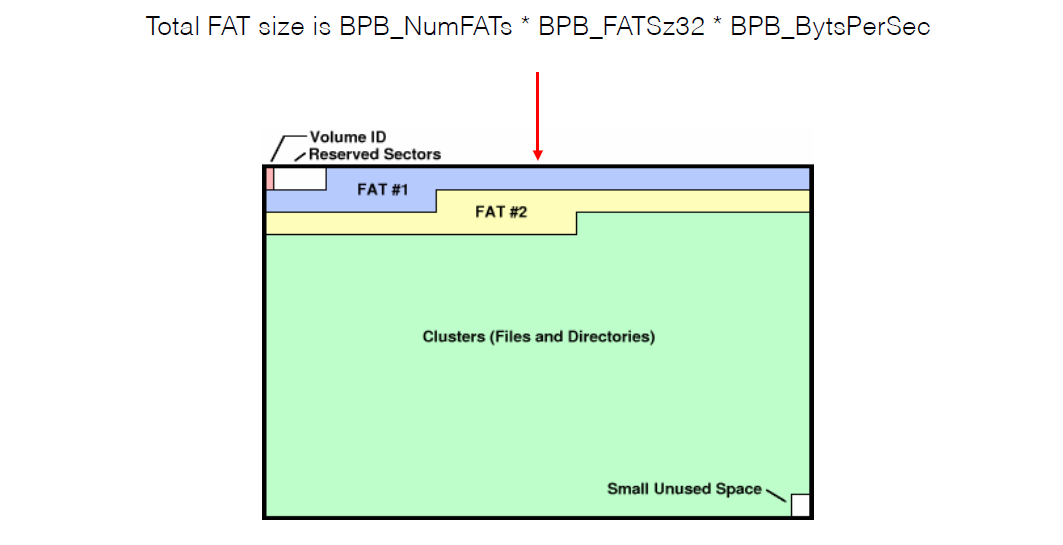 Total FAT size is BPB_NumFATs * BPB_FATSz32 * BPB_BytsPerSec
Volume ID
Reserved Sectors
FAT #1
FAT #2
Clusters (Files and Directories)
Small Unused Space